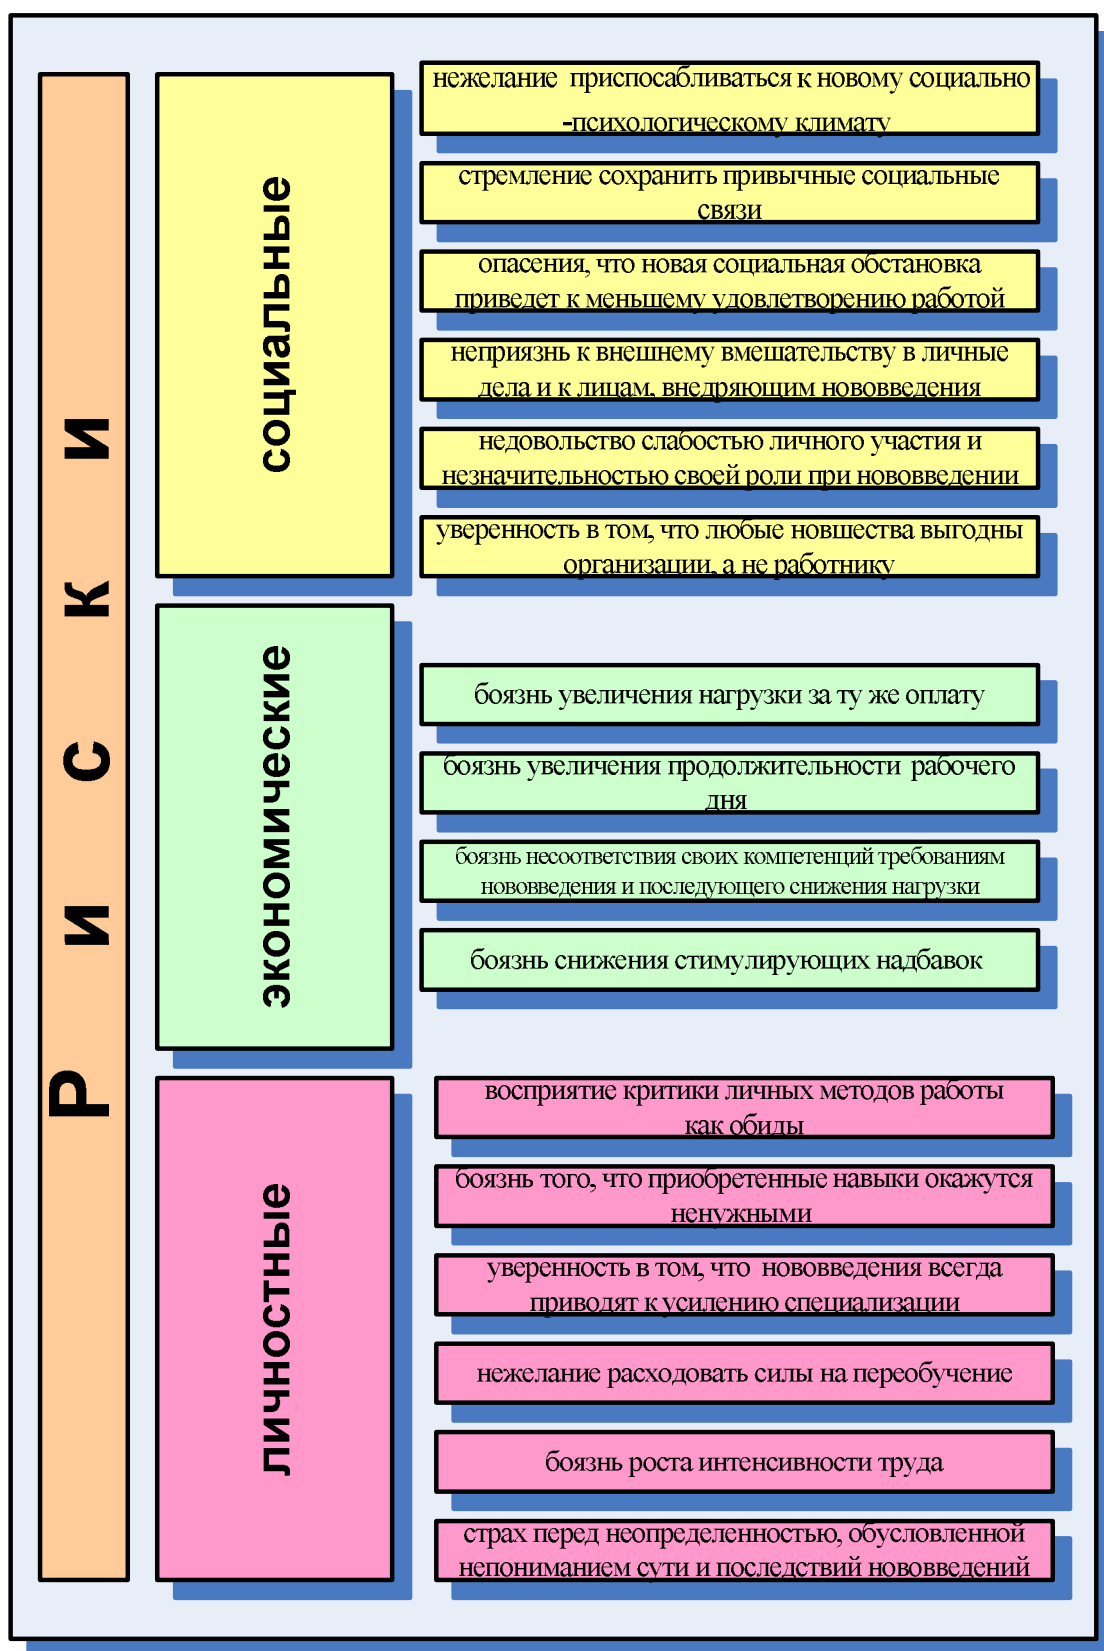 Риски
социальные
нежелание приспосабливаться к новому социально
-психологическому климату
стремление сохранить привычные социальные
связи
опасения, что новая социальная обстановка
приведет к меньшему удовлетворению работой
неприязнь к внешнему вмешательству в личные
дела и к лицам, внедряющим нововведения
недовольство слабостью личного участия и
незначительностью своей роли при нововведении
уверенность в том, что любые новшества выгодны
организации, а не работнику
экономические
боязнь увеличения нагрузки за ту же оплату
боязнь увеличения продолжительности рабочего
дня
боязнь несоответствия своих компетенций требованиям
нововведения и последующего снижения нагрузки
боязнь снижения стимулирующих надбавок
личностные
восприятие критики личных методов работы
как обиды
боязнь того, что приобретенные навыки окажутся
ненужными
уверенность в том, что нововведения всегда
приводят к усилению специализации
нежелание расходовать силы на переобучение
боязнь роста интенсивности труда
страх перед неопределенностью, обусловленной
непониманием сути и последствий нововведений